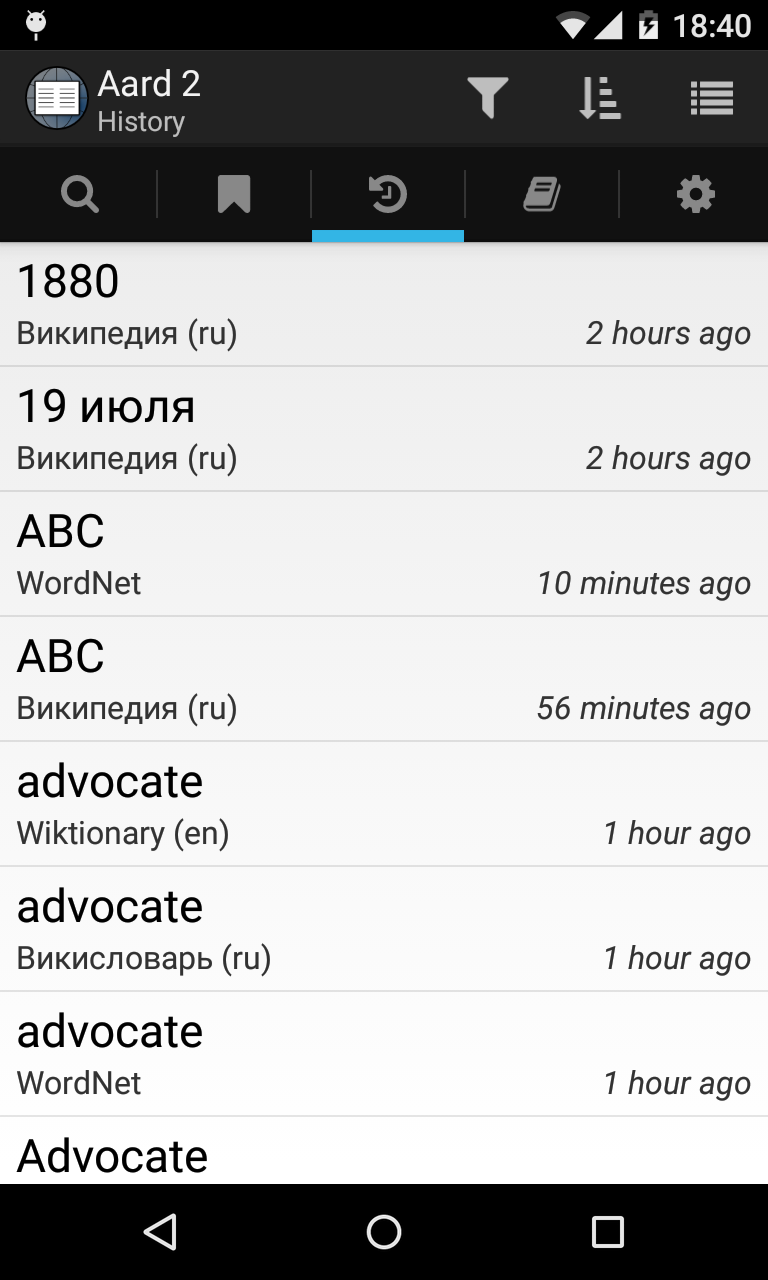 18:40
Aard 2
History
1880
Википедия (ru) 2 hours ago
19 июля
Википедия (ru) 2 hours ago
ABC
WordNet 10 minutes ago
ABC
Википедия (ru) 56 minutes ago
advocate
Wiktionary (en) 1 hour ago
advocate
Викисловарь (ru) 1 hour ago
advocate
WordNet 1 hour ago
Advocate